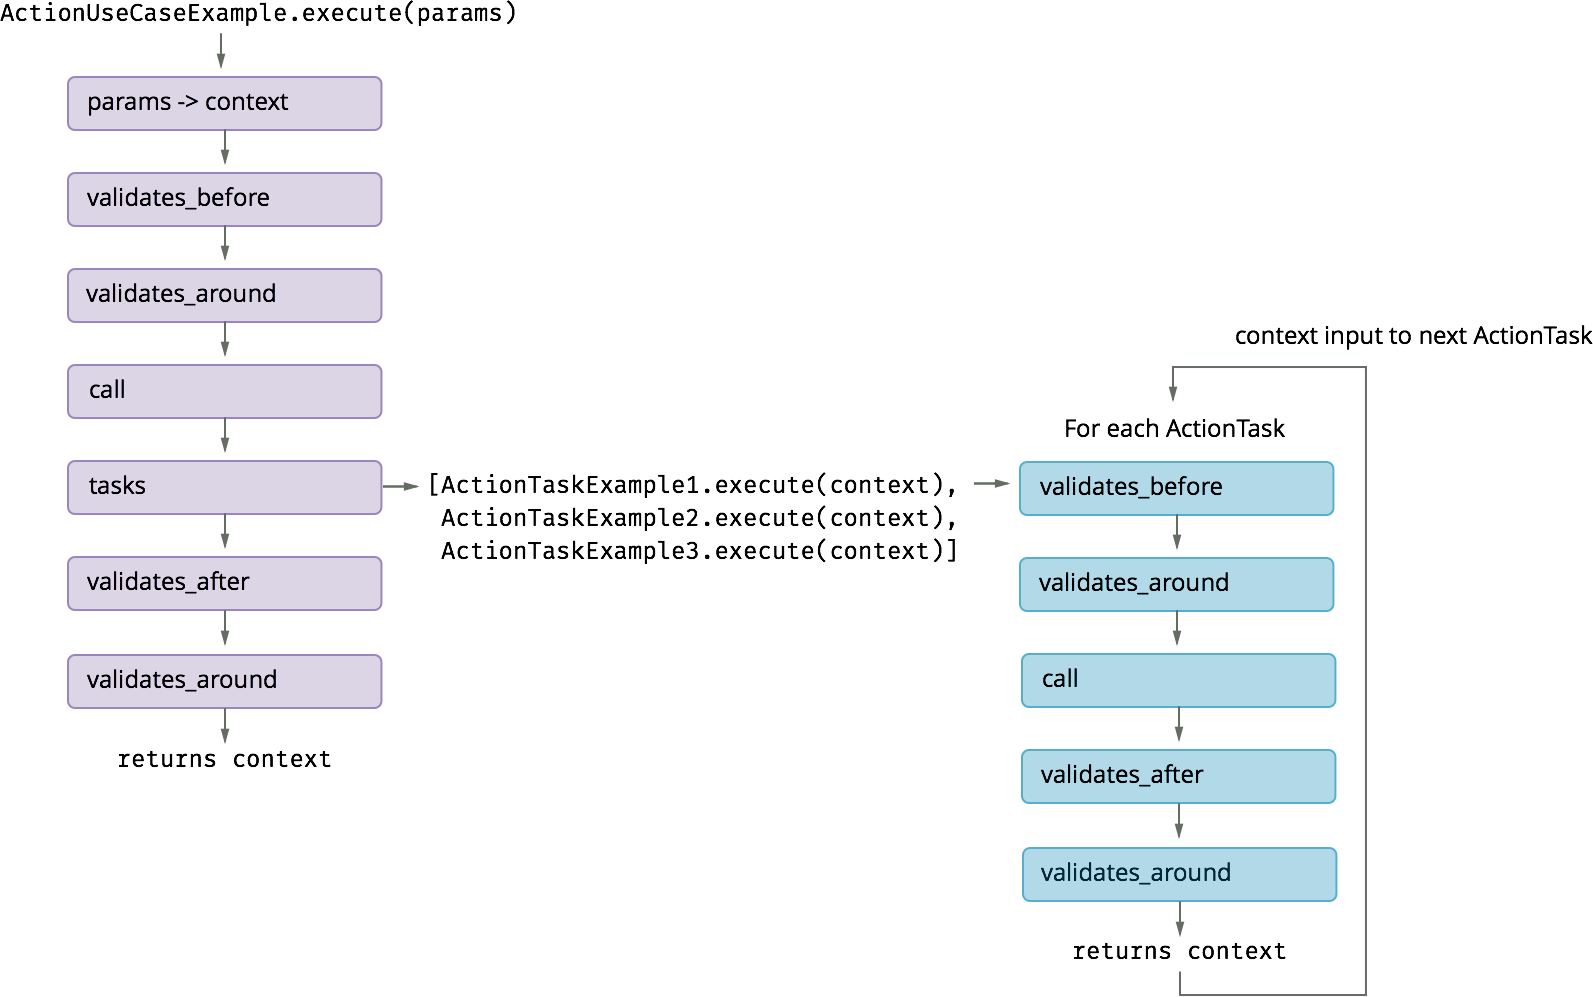 ActionUseCaseExample.execute(params)
params -> context
validates_before
validates_around
call
tasks
validates_after
validates_around
returns context
[ActionTaskExample1.execute(context),
ActionTaskExample2.execute(context),
ActionTaskExample3.execute(context)]
context input to next ActionTask
For each ActionTask
validates_before
validates_around
call
validates_after
validates_around
returns context